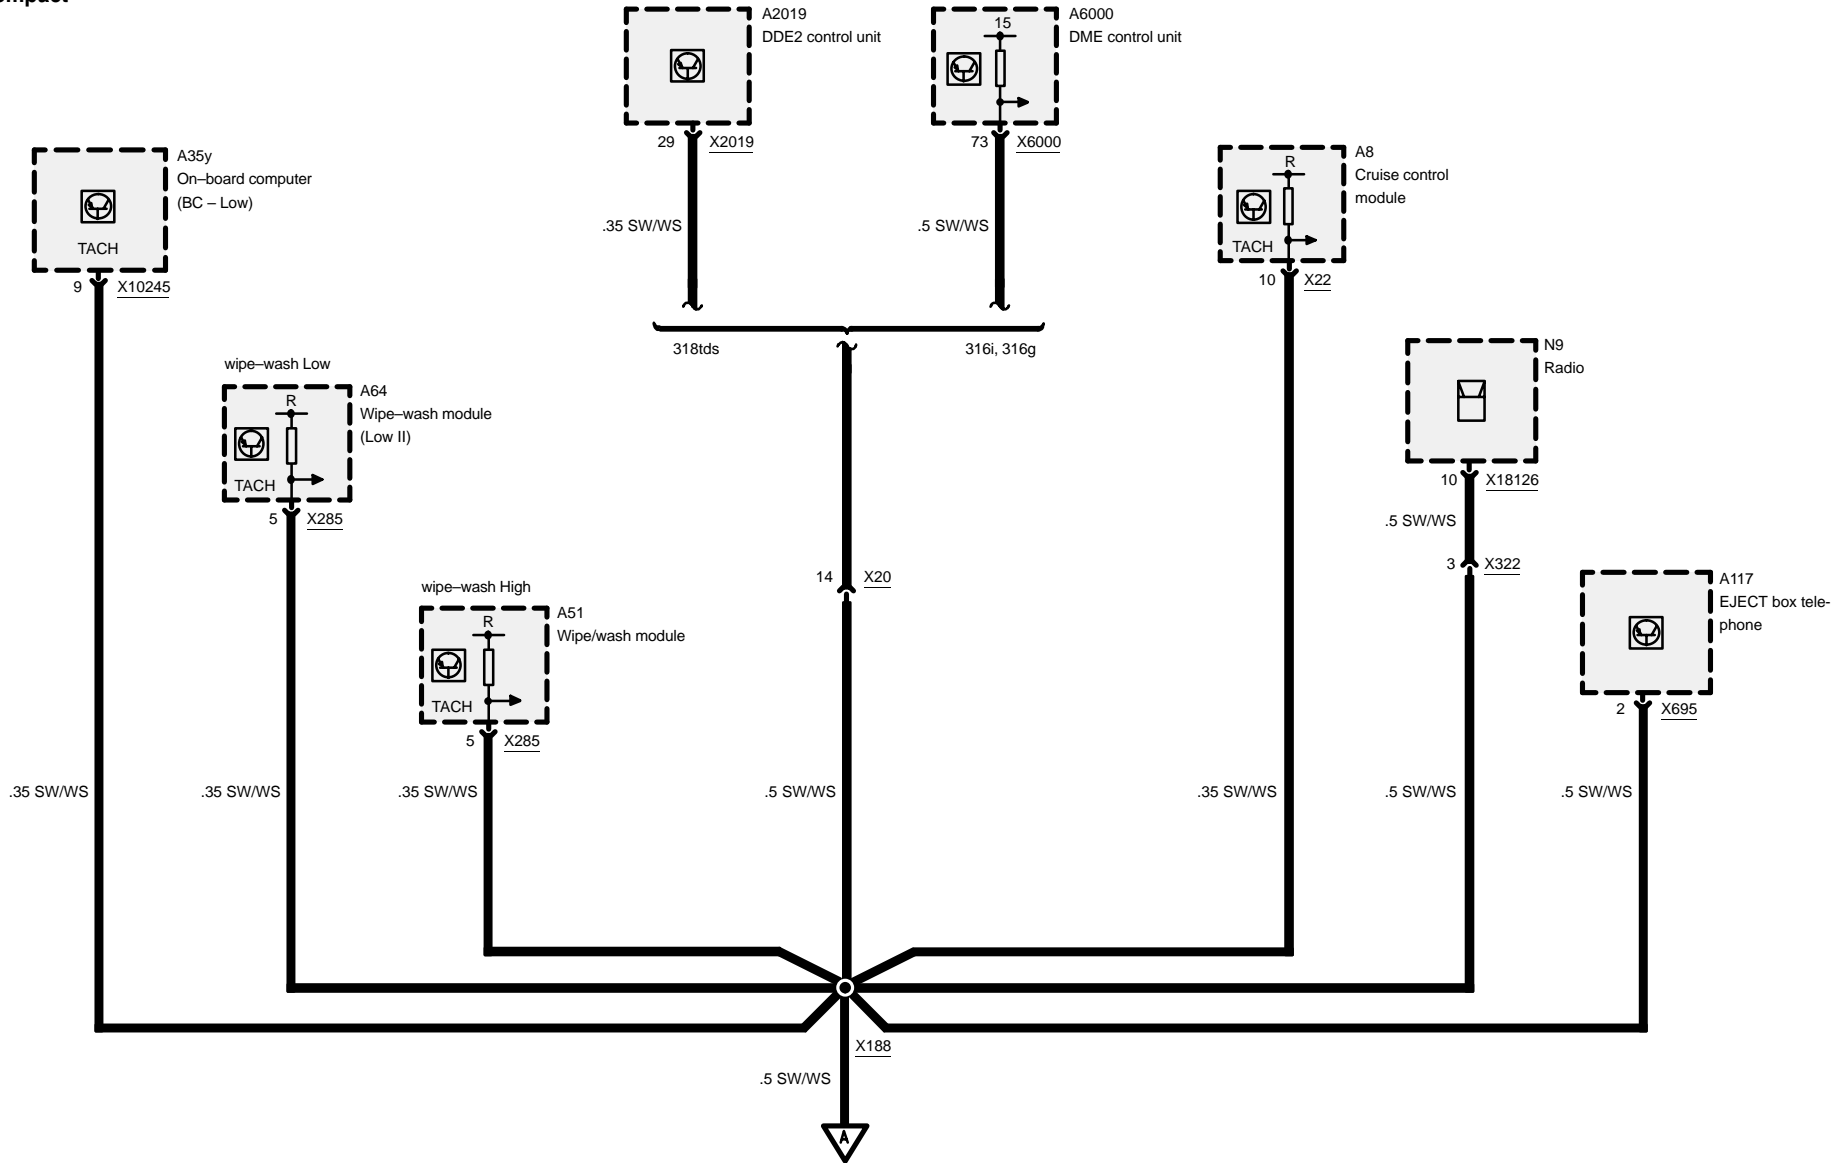 A2019
DDE2 control unit
29
X2019
.35 SW/WS
A6000
DME control unit
15
73
X6000
.5 SW/WS
A35y
On–board computer
(BC – Low)
TACH
9
X10245
A8
Cruise control
module
R
TACH
10
X22
318tds
316i, 316g
N9
Radio
10
X18126
.5 SW/WS
3
X322
wipe–wash Low
A64
Wipe–wash module
(Low II)
R
TACH
5
X285
14
X20
wipe–wash High
A51
Wipe/wash module
R
TACH
5
X285
A117
EJECT box tele-
phone
2
X695
.35 SW/WS
.35 SW/WS
.35 SW/WS
.5 SW/WS
.35 SW/WS
.5 SW/WS
.5 SW/WS
X188
.5 SW/WS
A